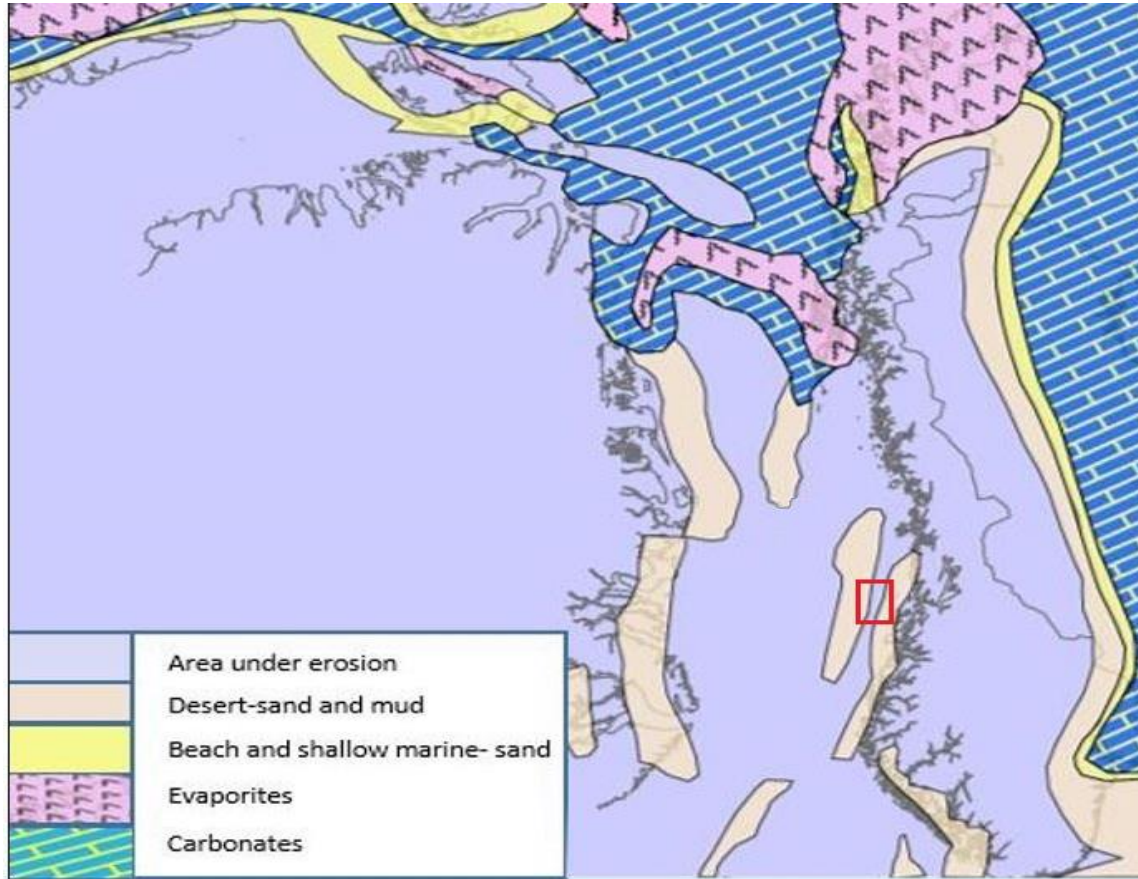 Area under erosion
Desert-sand and mud
Beach and shallow marine- sand
Evaporites
Carbonates